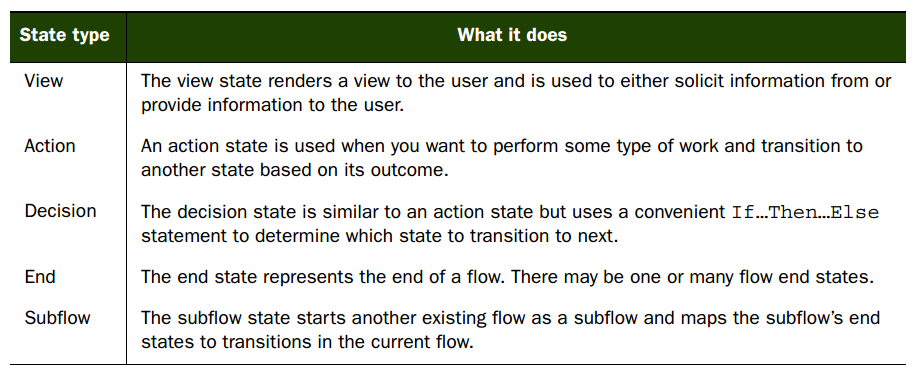 State type What it does
View The view state renders a view to the user and is used to either solicit information from or
provide information to the user.
Action An action state is used when you want to perform some type of work and transition to
another state based on its outcome.
Decision The decision state is similar to an action state but uses a convenient If…Then…Else
statement to determine which state to transition to next.
End The end state represents the end of a flow. There may be one or many flow end states.
Subflow The subflow state starts another existing flow as a subflow and maps the subflow’s end
states to transitions in the current flow.